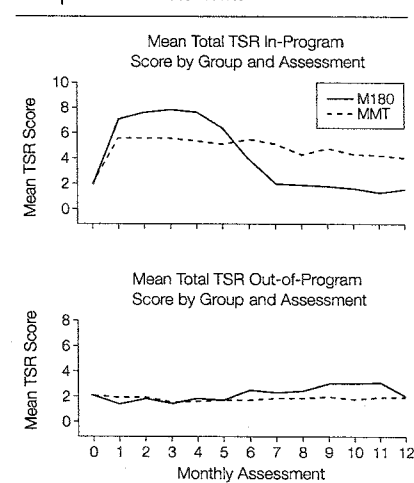 Mean Total TSR In-Program
Score by Group and Assessment
M180
MMT
Mean TSR Score
10
8
6
4
2
0
Mean Total TSR Out-of-Program
Score by Group and Assessment
Mean TSR Score
8
6
4
2
0
0 1 2 3 4 5 6 7 8 9 10 11 12
Monthly Assessment